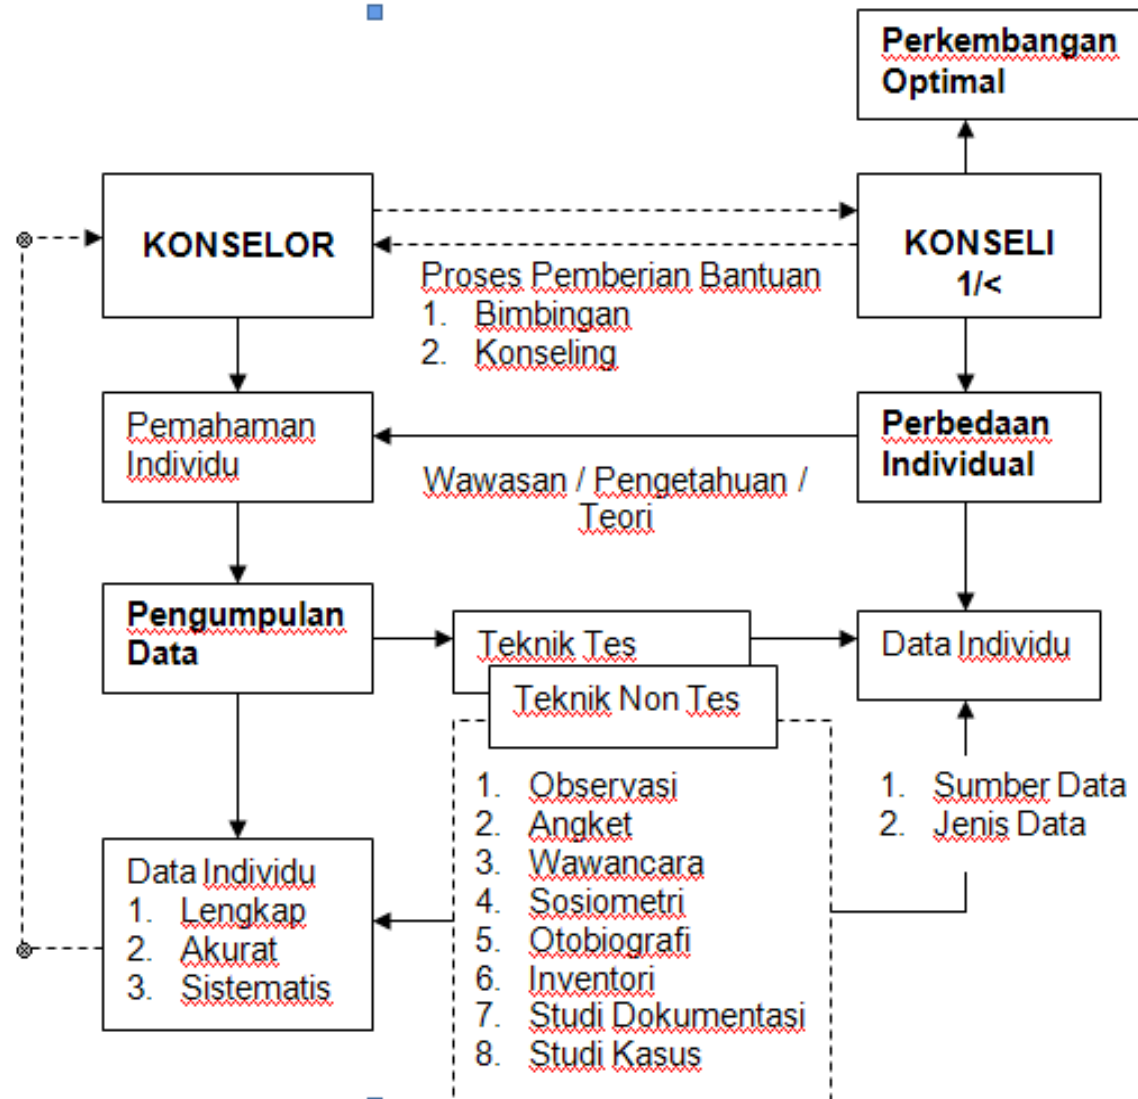 Perkembangan
Optimal
KONSELOR
KONSELI
1/<
Proses Pemberian Bantuan
1. Bimbingan
2. Konseling
Pemahaman
Individu
Perbedaan
Individual
Wawasan / Pengetahuan /
Teori
Pengumpulan
Data
Teknik Tes
Teknik Non Tes
Data Individu
1. Observasi
2. Angket
3. Wawancara
4. Sosiometri
5. Otobiografi
6. Inventori
7. Studi Dokumentasi
8. Studi Kasus
1. Sumber Data
2. Jenis Data
Data Individu
1. Lengkap
2. Akurat
3. Sistematis